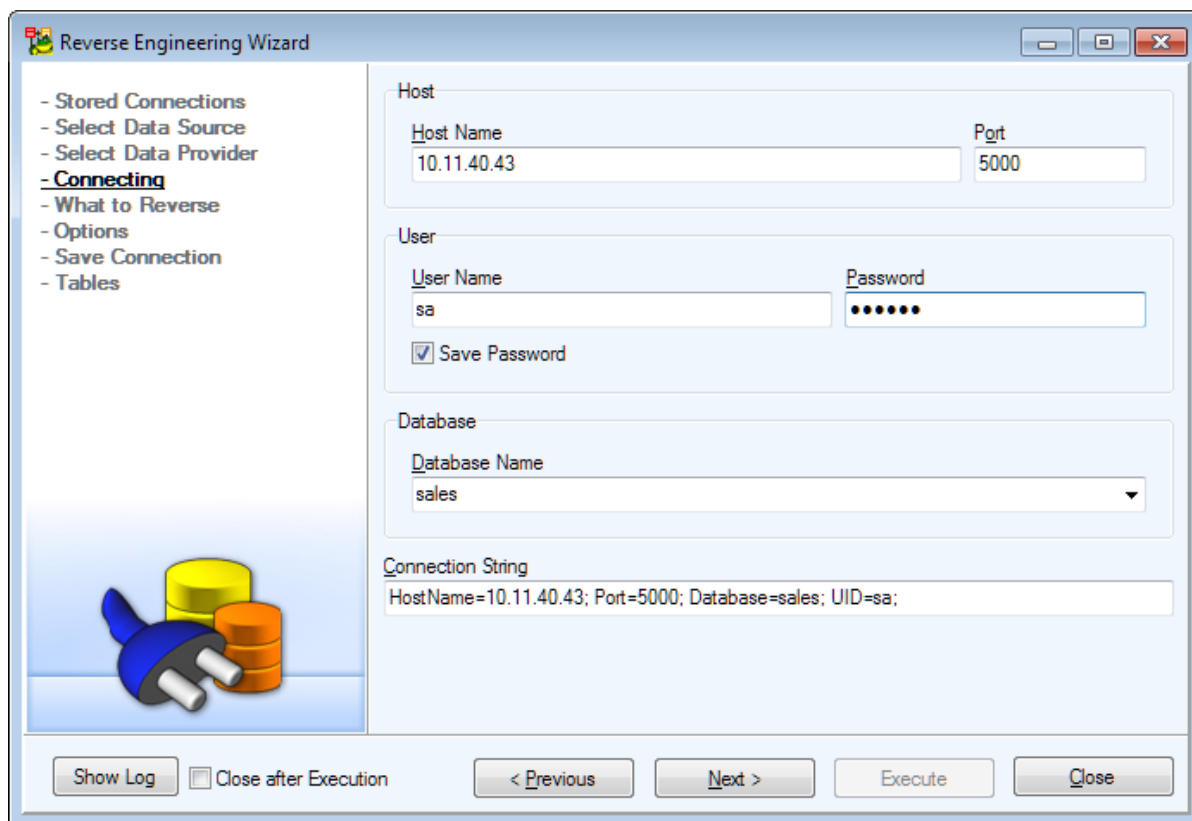 Reverse Engineering Wizard
- Stored Connections
- Select Data Source
- Select Data Provider
- Connecting
- What to Reverse
- Options
- Save Connection
- Tables
Host
Host Name Port
10.11.40.43 5000
User
User Name Password
sa ••••••
Save Password
Database
Database Name
sales
Connection String
HostName=10.11.40.43; Port=5000; Database=sales; UID=sa;
Show Log Close after Execution < Previous Next > Execute Close